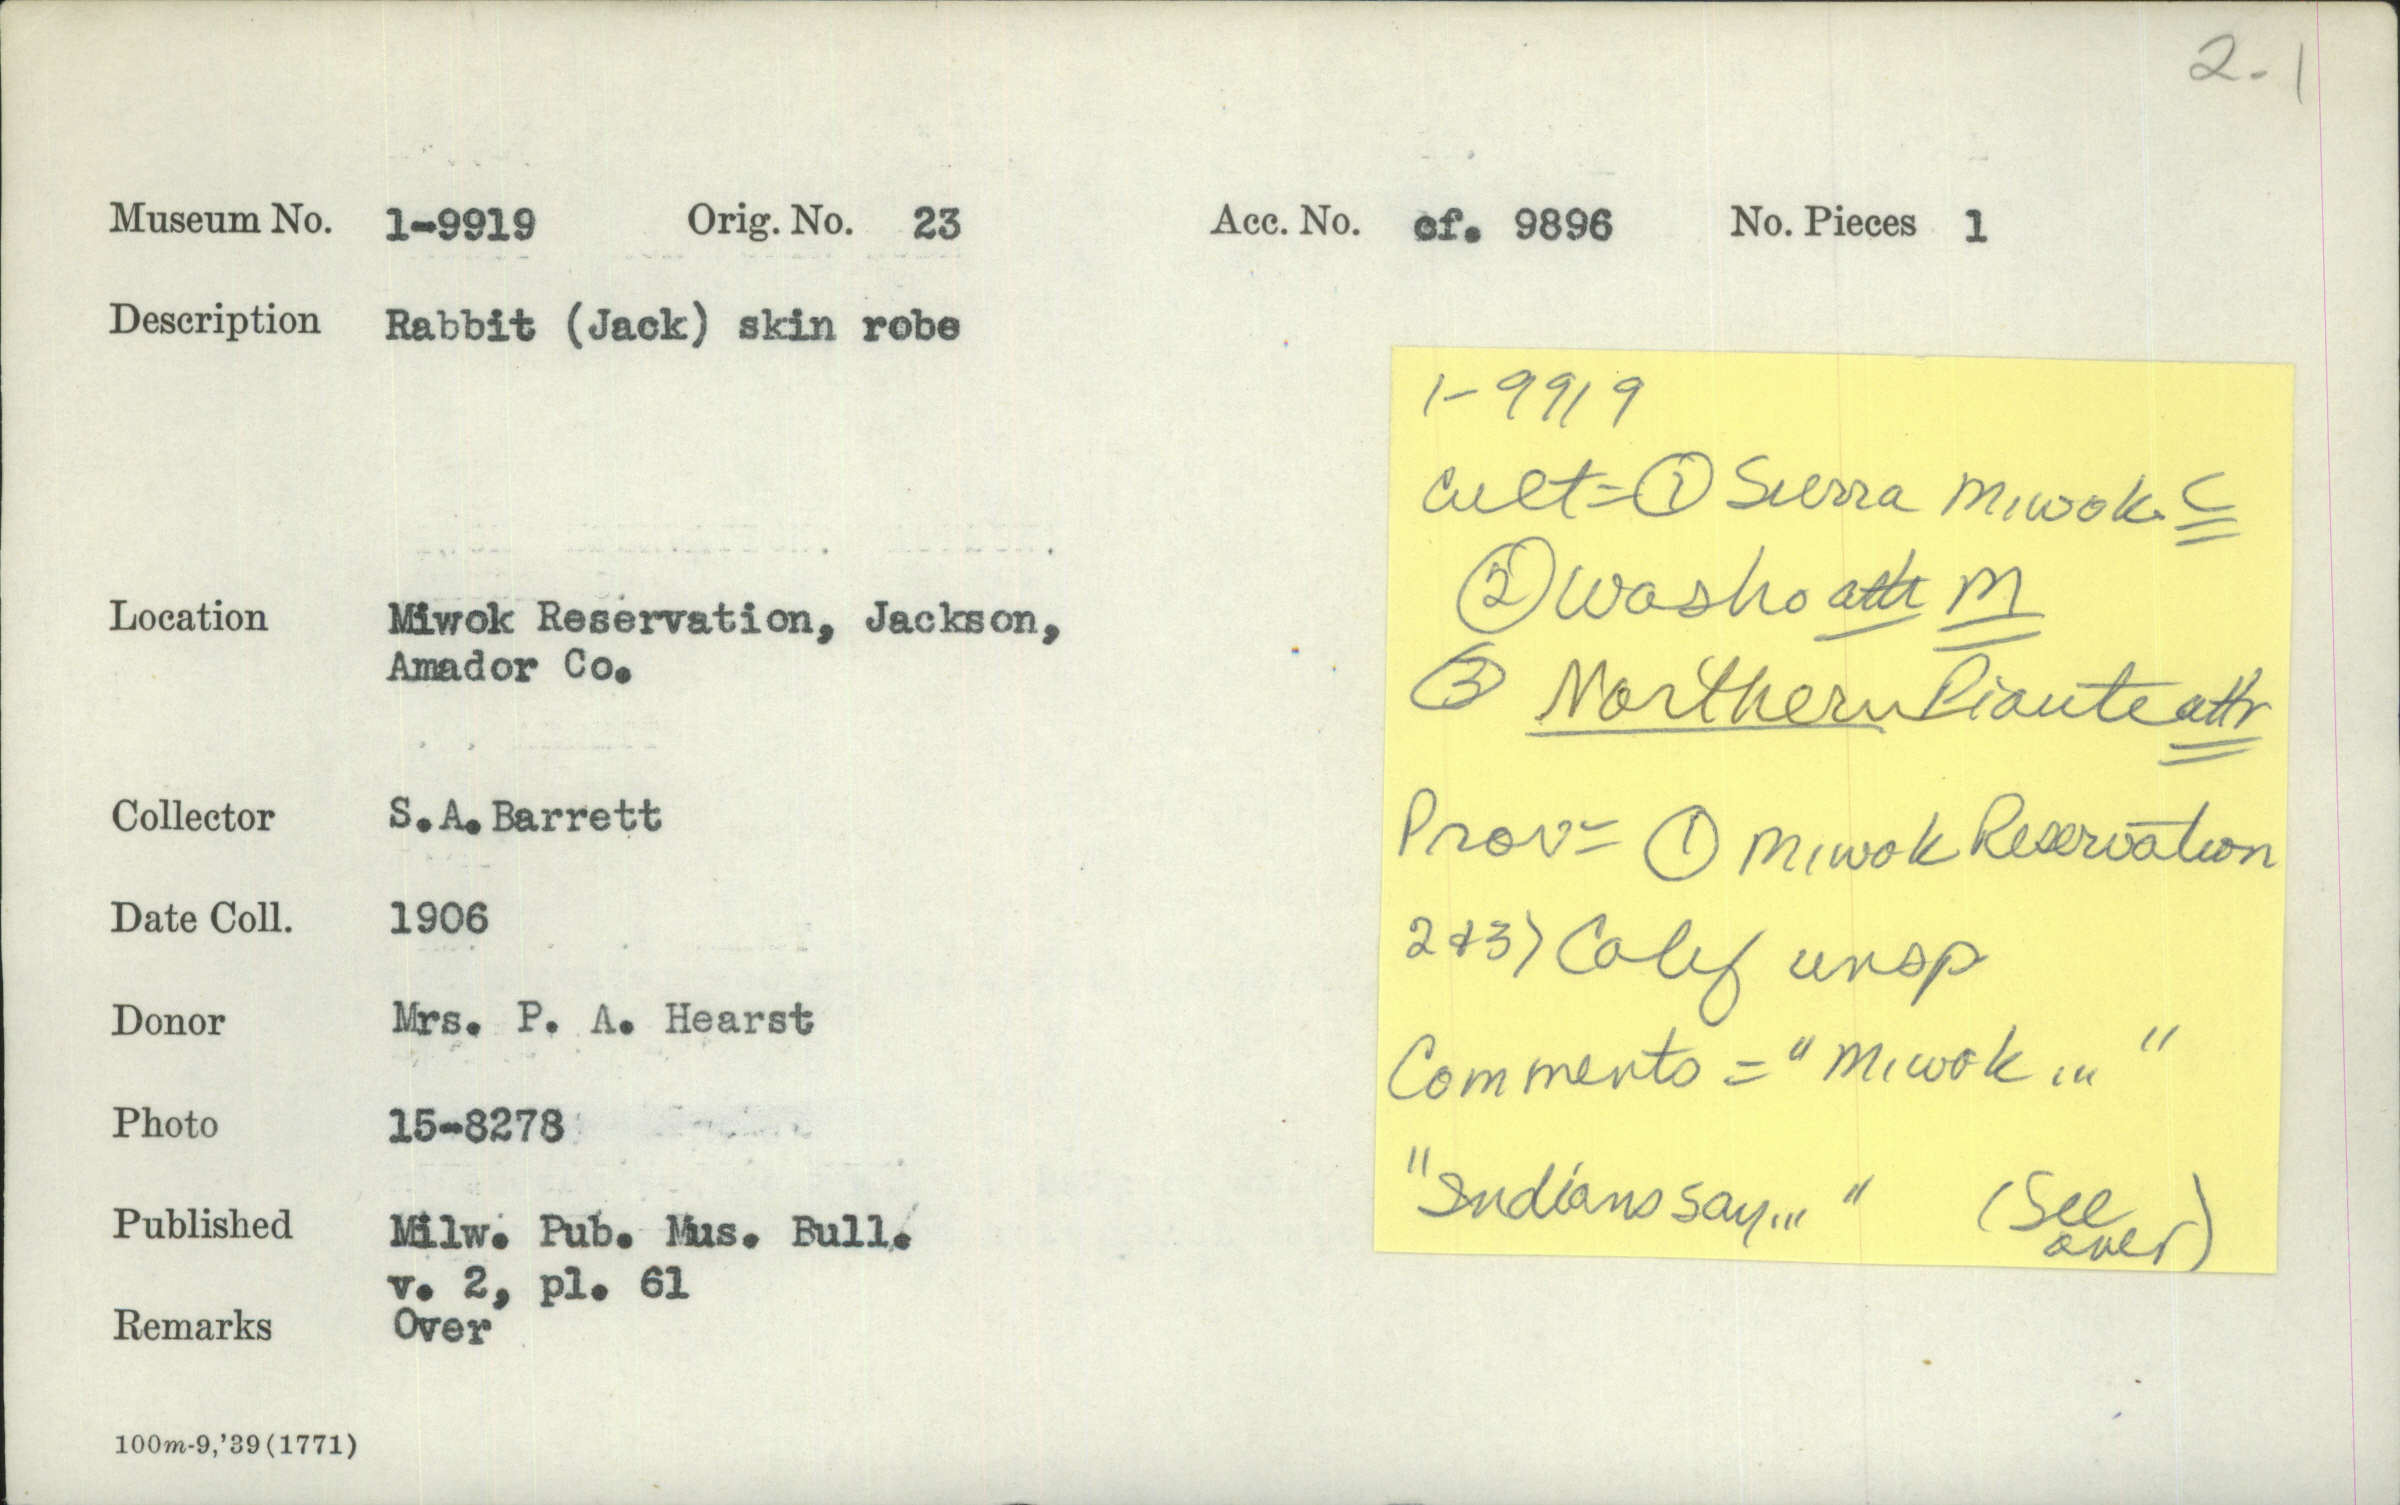 2-1
Museum No. 1-9919 Orig. No. 23 Acc. No. cf. 9896 No. Pieces 1
Description Rabbit (Jack) skin robe
Location Miwok Reservation, Jackson,
Amador Co.
Collector S.A.Barrett
Date Coll. 1906
Donor Mrs. P. A. Hearst
Photo 15-8278
Published Milw. Pub. Mus. Bull.
v. 2, pl. 61
Remarks Over
100m-9,'39(1771)
1-9919
Cult = ① Sierra Miwok. C
② Washo attr M
③ Northern Piaute attr
Prov = ① Miwok Reservation
2 & 3) Calif unsp
Comments = "Miwok ..."
"Indians say..." (See
over)